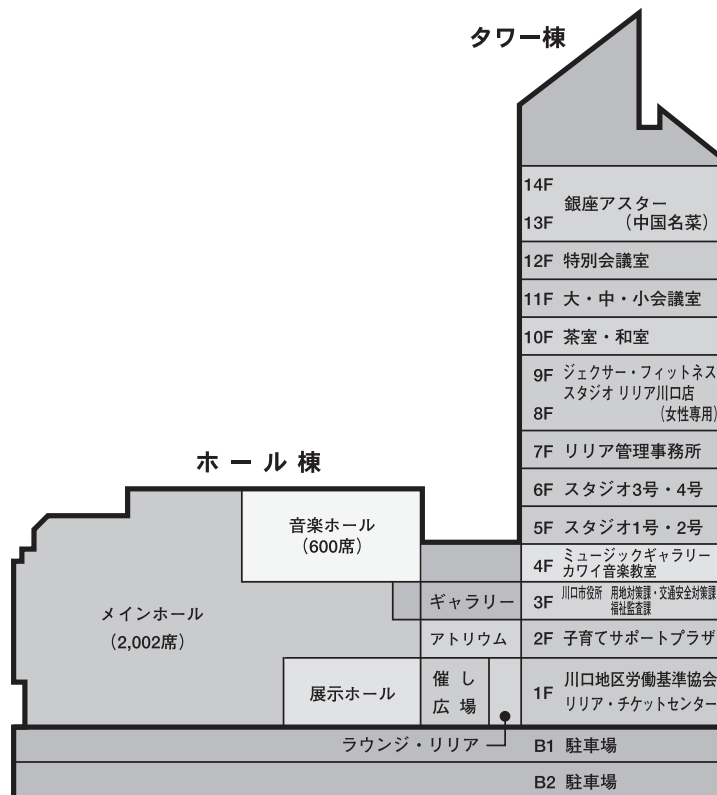 タワー棟
14F
銀座アスター
13F （中国名菜）
12F 特別会議室
11F 大・中・小会議室
10F 茶室・和室
9F ジェクサー・フィットネス
スタジオ リリア川口店
8F （女性専用）
7F リリア管理事務所
6F スタジオ3号・4号
5F スタジオ1号・2号
4F ミュージックギャラリー
カワイ音楽教室
3F 川口市役所 用地対策課・交通安全対策課
福祉監査課
2F 子育てサポートプラザ
1F 川口地区労働基準協会
リリア・チケットセンター
ホール棟
音楽ホール
(600席)
メインホール
(2,002席)
ギャラリー
アトリウム
展示ホール
催し
広場
ラウンジ・リリア
B1 駐車場
B2 駐車場